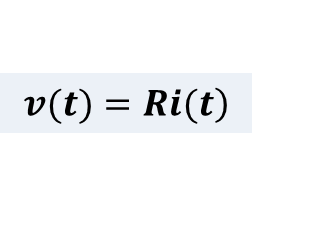 v(t) = Ri(t)